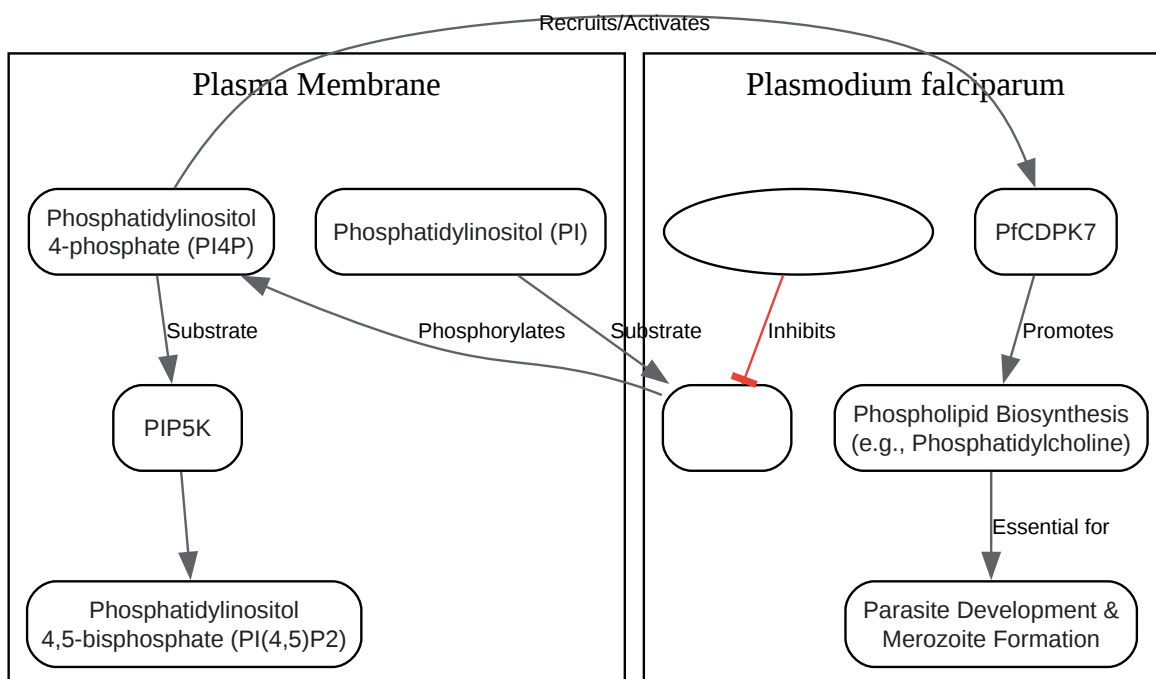 Recruits/Activates
Plasma Membrane
Plasmodium falciparum
Phosphatidylinositol
4-phosphate (PI4P)
Phosphatidylinositol (PI)
PfCDPK7
Substrate
Phosphorylates
Substrate
Inhibits
Promotes
PIP5K
Phospholipid Biosynthesis
(e.g., Phosphatidylcholine)
Essential for
Phosphatidylinositol
4,5-bisphosphate (PI(4,5)P2)
Parasite Development &
Merozoite Formation